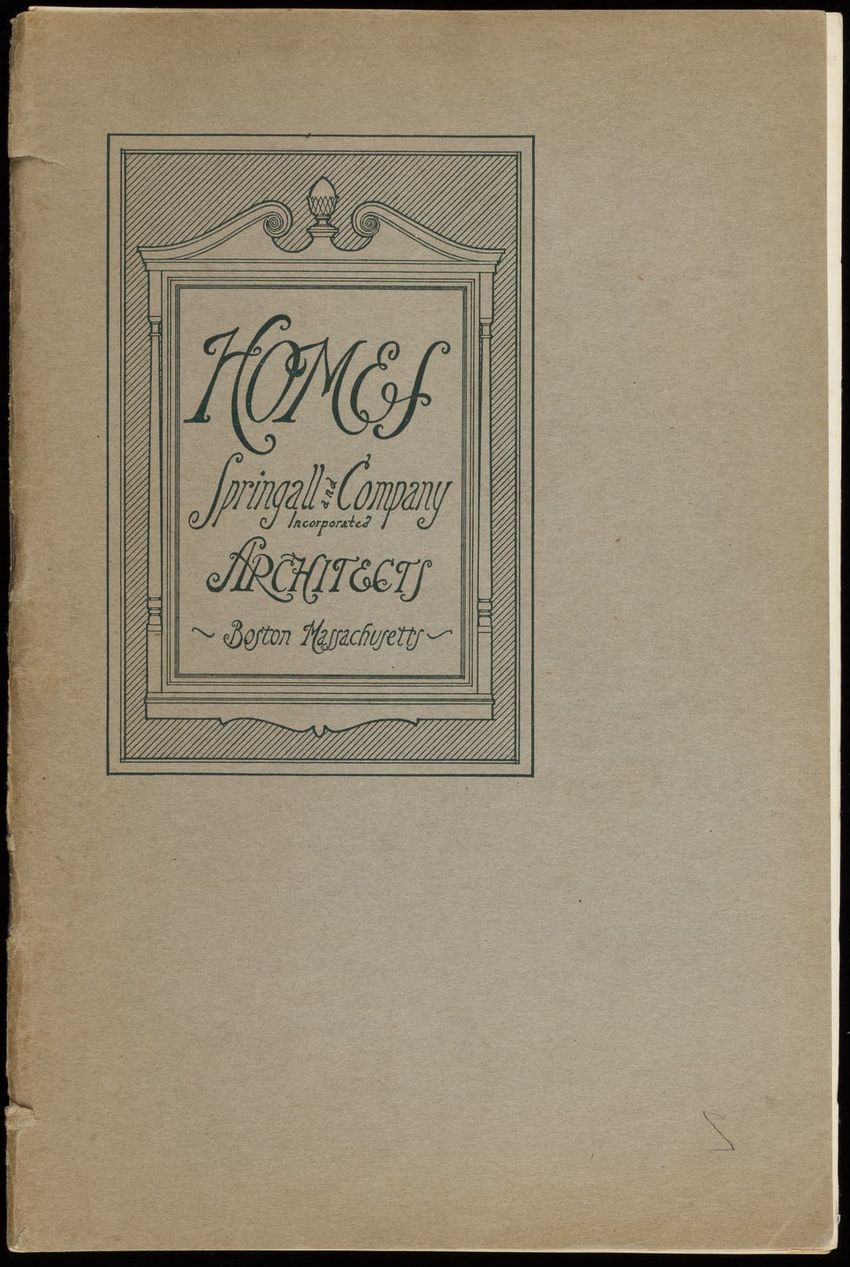 HOMES
Springall and Company
Incorporated
ARCHITECTS
~ Boston Massachusetts ~